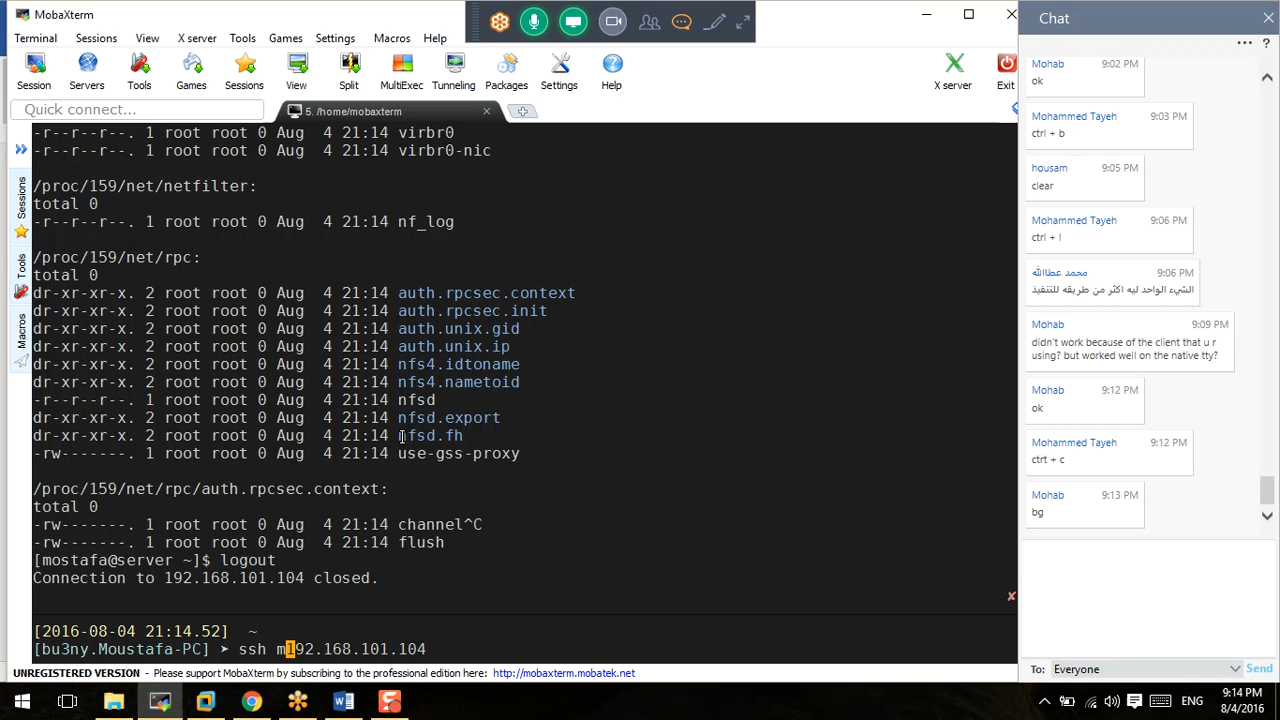 MobaXterm
Terminal Sessions View X server Tools Games Settings Macros Help
Session Servers Tools Games Sessions View Split MultiExec Tunneling Packages Settings Help X server Exit
Quick connect...
5. /home/mobaxterm
Sessions
Tools
Macros
-r--r--r--. 1 root root 0 Aug  4 21:14 virbr0
-r--r--r--. 1 root root 0 Aug  4 21:14 virbr0-nic
/proc/159/net/netfilter:
total 0
-r--r--r--. 1 root root 0 Aug  4 21:14 nf_log
/proc/159/net/rpc:
total 0
dr-xr-xr-x. 2 root root 0 Aug  4 21:14 auth.rpcsec.context
dr-xr-xr-x. 2 root root 0 Aug  4 21:14 auth.rpcsec.init
dr-xr-xr-x. 2 root root 0 Aug  4 21:14 auth.unix.gid
dr-xr-xr-x. 2 root root 0 Aug  4 21:14 auth.unix.ip
dr-xr-xr-x. 2 root root 0 Aug  4 21:14 nfs4.idtoname
dr-xr-xr-x. 2 root root 0 Aug  4 21:14 nfs4.nametoid
-r--r--r--. 1 root root 0 Aug  4 21:14 nfsd
dr-xr-xr-x. 2 root root 0 Aug  4 21:14 nfsd.export
dr-xr-xr-x. 2 root root 0 Aug  4 21:14 nfsd.fh
-rw-------. 1 root root 0 Aug  4 21:14 use-gss-proxy
/proc/159/net/rpc/auth.rpcsec.context:
total 0
-rw-------. 1 root root 0 Aug  4 21:14 channel^C
-rw-------. 1 root root 0 Aug  4 21:14 flush
[mostafa@server ~]$ logout
Connection to 192.168.101.104 closed.
[2016-08-04 21:14.52]  ~
[bu3ny.Moustafa-PC] ➤ ssh m192.168.101.104
UNREGISTERED VERSION - Please support MobaXterm by subscribing to the professional edition here: http://mobaxterm.mobatek.net
Chat
... ?
Mohab 9:02 PM
ok
Mohammed Tayeh 9:03 PM
ctrl + b
housam 9:05 PM
clear
Mohammed Tayeh 9:06 PM
ctrl + l
محمد عطاالله 9:06 PM
الشيء الواحد ليه اكثر من طريقه للتنفيذ
Mohab 9:09 PM
didn't work because of the client that u r
using? but worked well on the native tty?
Mohab 9:12 PM
ok
Mohammed Tayeh 9:12 PM
ctrt + c
Mohab 9:13 PM
bg
To: Everyone Send
ENG
9:14 PM
8/4/2016